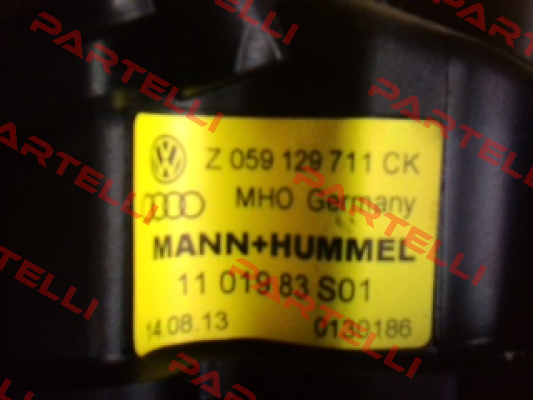 Z 059 129 711 CK
MHO Germany
MANN+HUMMEL
11 019 83 S01
14.08.13 0139186
PARTELLI
PARTELLI
PARTELLI
PARTELLI
PARTELLI
PARTELLI